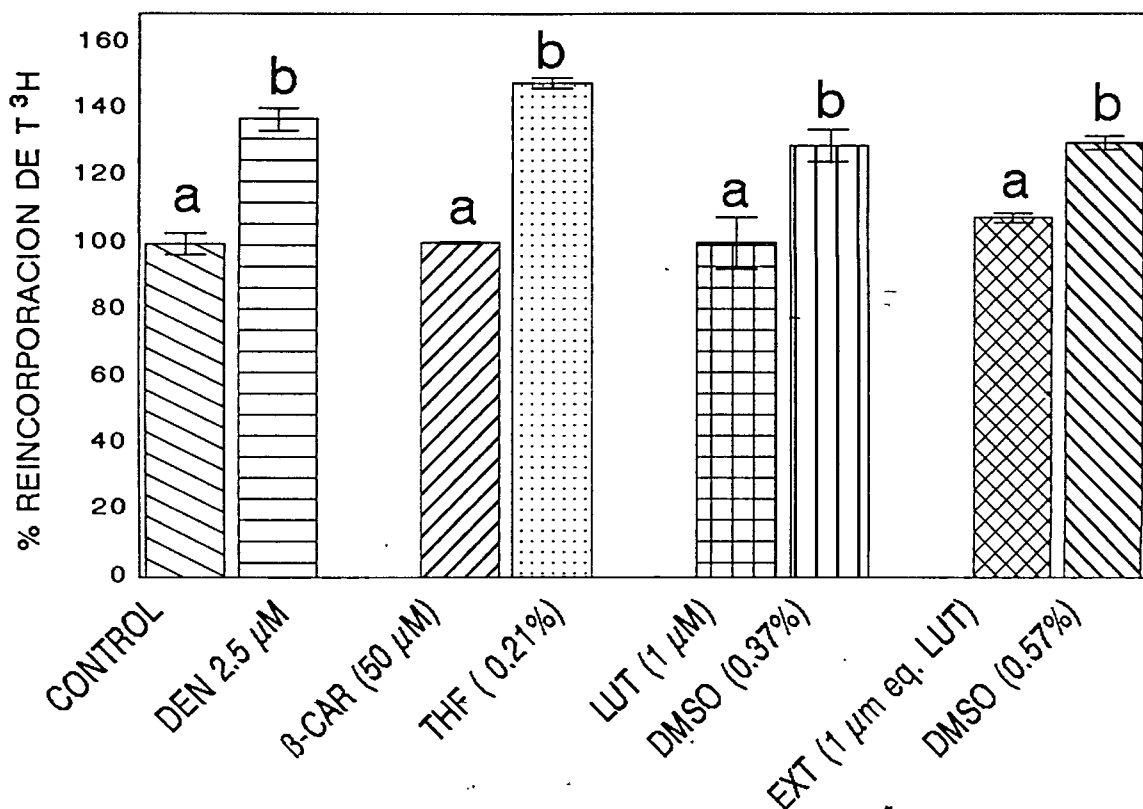 % REINCORPORACION DE T ³H
160
140
120
100
80
60
40
20
0
a
b
a
b
a
b
a
b
CONTROL
DEN 2.5 µM
β-CAR (50 µM)
THF ( 0.21%)
LUT (1 µM)
DMSO (0.37%)
EXT (1 µm eq. LUT)
DMSO (0.57%)